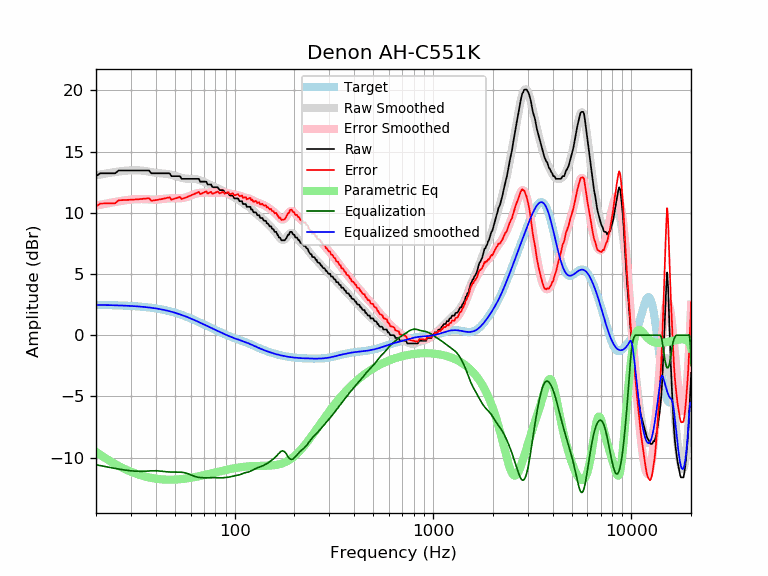 Denon AH-C551K
Target
Raw Smoothed
Error Smoothed
Raw
Error
Parametric Eq
Equalization
Equalized smoothed
20
15
10
5
0
−5
−10
Amplitude (dBr)
100
1000
10000
Frequency (Hz)